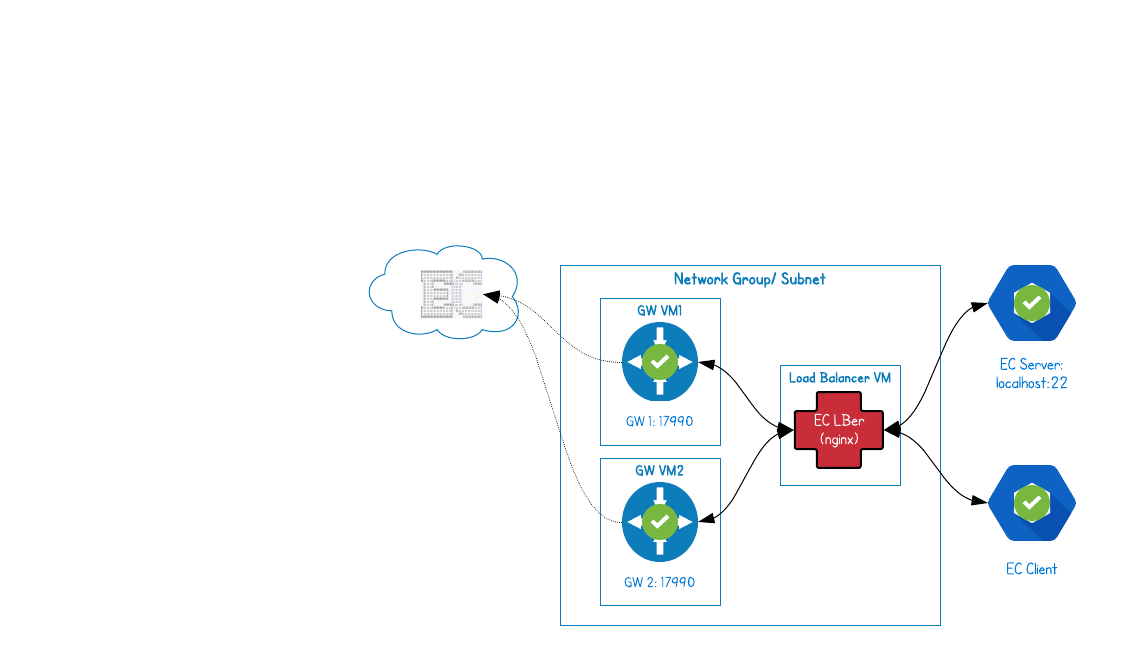 EC
Network Group/ Subnet
GW VM1
GW 1: 17990
GW VM2
GW 2: 17990
Load Balancer VM
EC LBer
(nginx)
EC Server:
localhost:22
EC Client